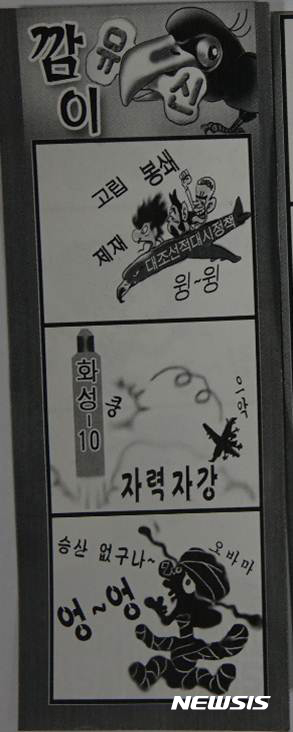 깜이
무신
고립 봉쇄
제재
대조선적대시정책
윙~윙
화성-10
쿵
으악
자력자강
승산 없구나~
오바마
엉~엉
NEWSIS